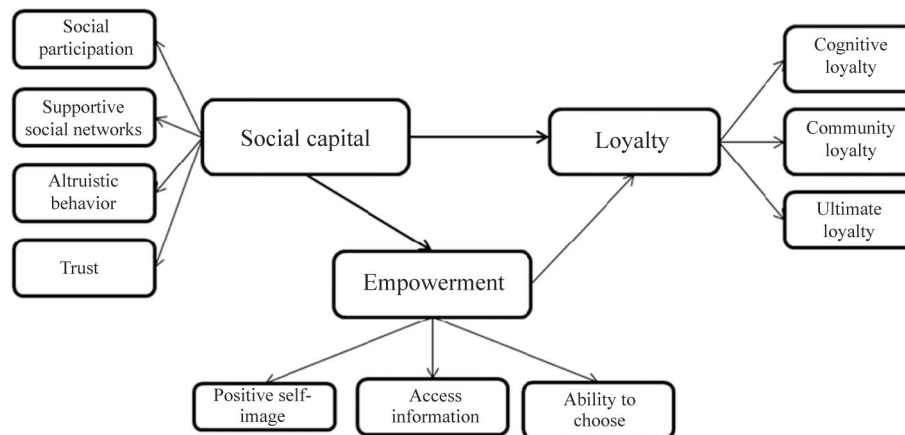 Social
participation
Supportive
social networks
Altruistic
behavior
Trust
Social capital
Loyalty
Cognitive
loyalty
Community
loyalty
Ultimate
loyalty
Empowerment
Positive self-
image
Access
information
Ability to
choose